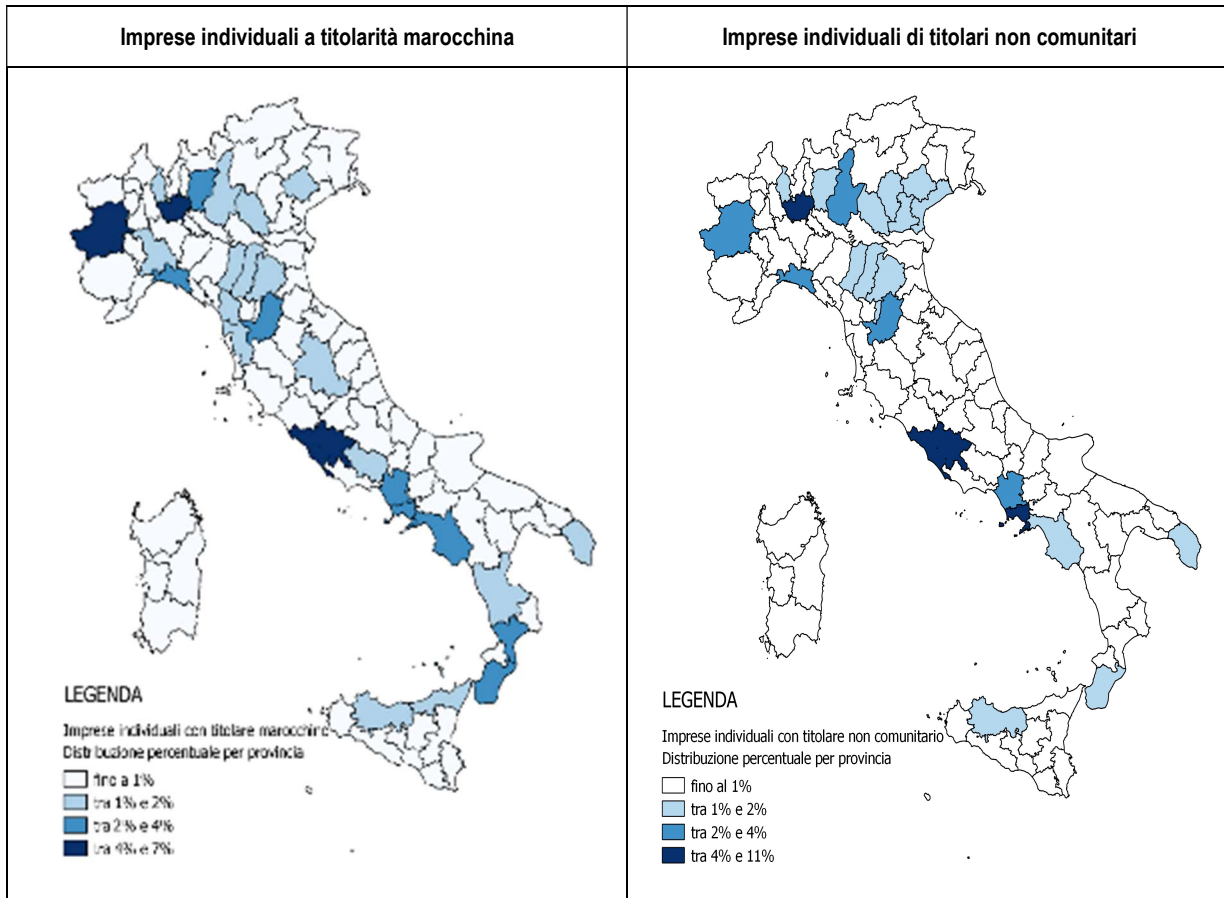 Imprese individuali a titolarità marocchina
Imprese individuali di titolari non comunitari
LEGENDA
Imprese individuali con titolare marocchino
Distribuzione percentuale per provincia
fino a 1%
tra 1% e 2%
tra 2% e 4%
tra 4% e 7%
LEGENDA
Imprese individuali con titolare non comunitario
Distribuzione percentuale per provincia
fino al 1%
tra 1% e 2%
tra 2% e 4%
tra 4% e 11%